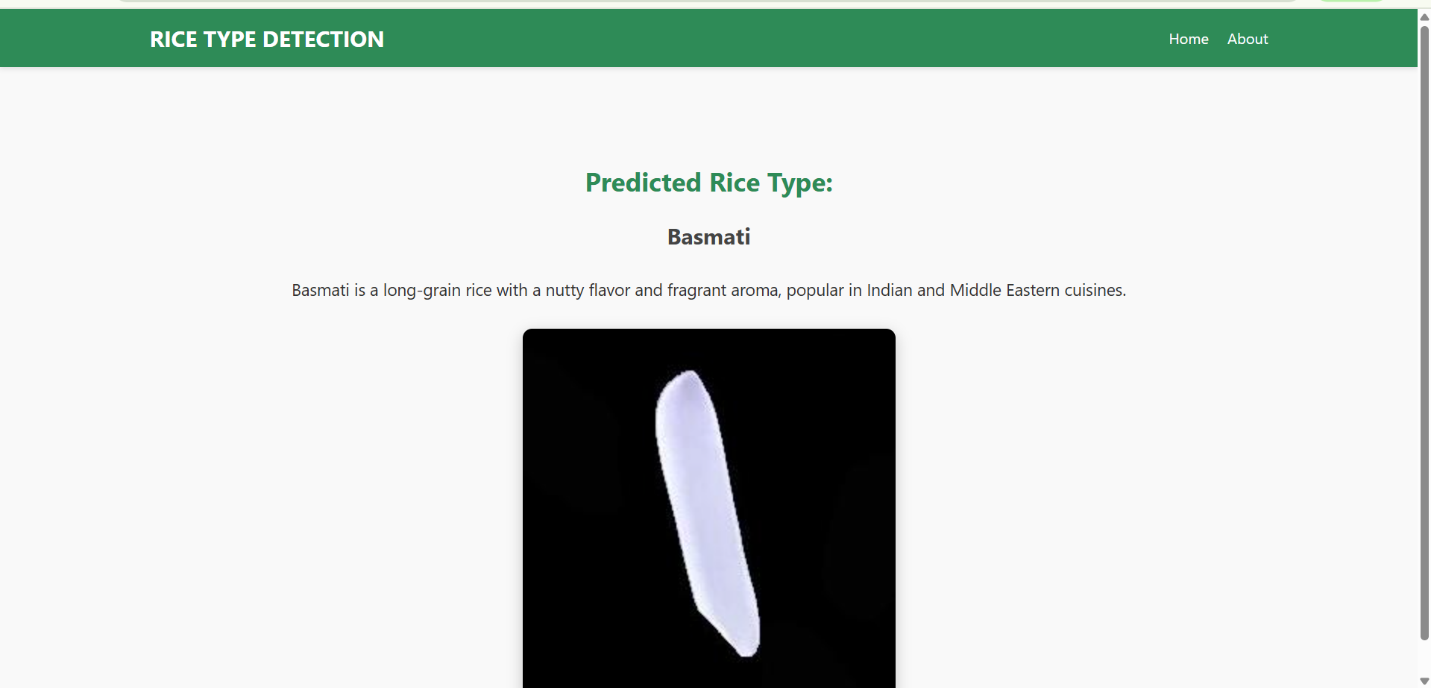 RICE TYPE DETECTION
Home About
Predicted Rice Type:
Basmati
Basmati is a long-grain rice with a nutty flavor and fragrant aroma, popular in Indian and Middle Eastern cuisines.